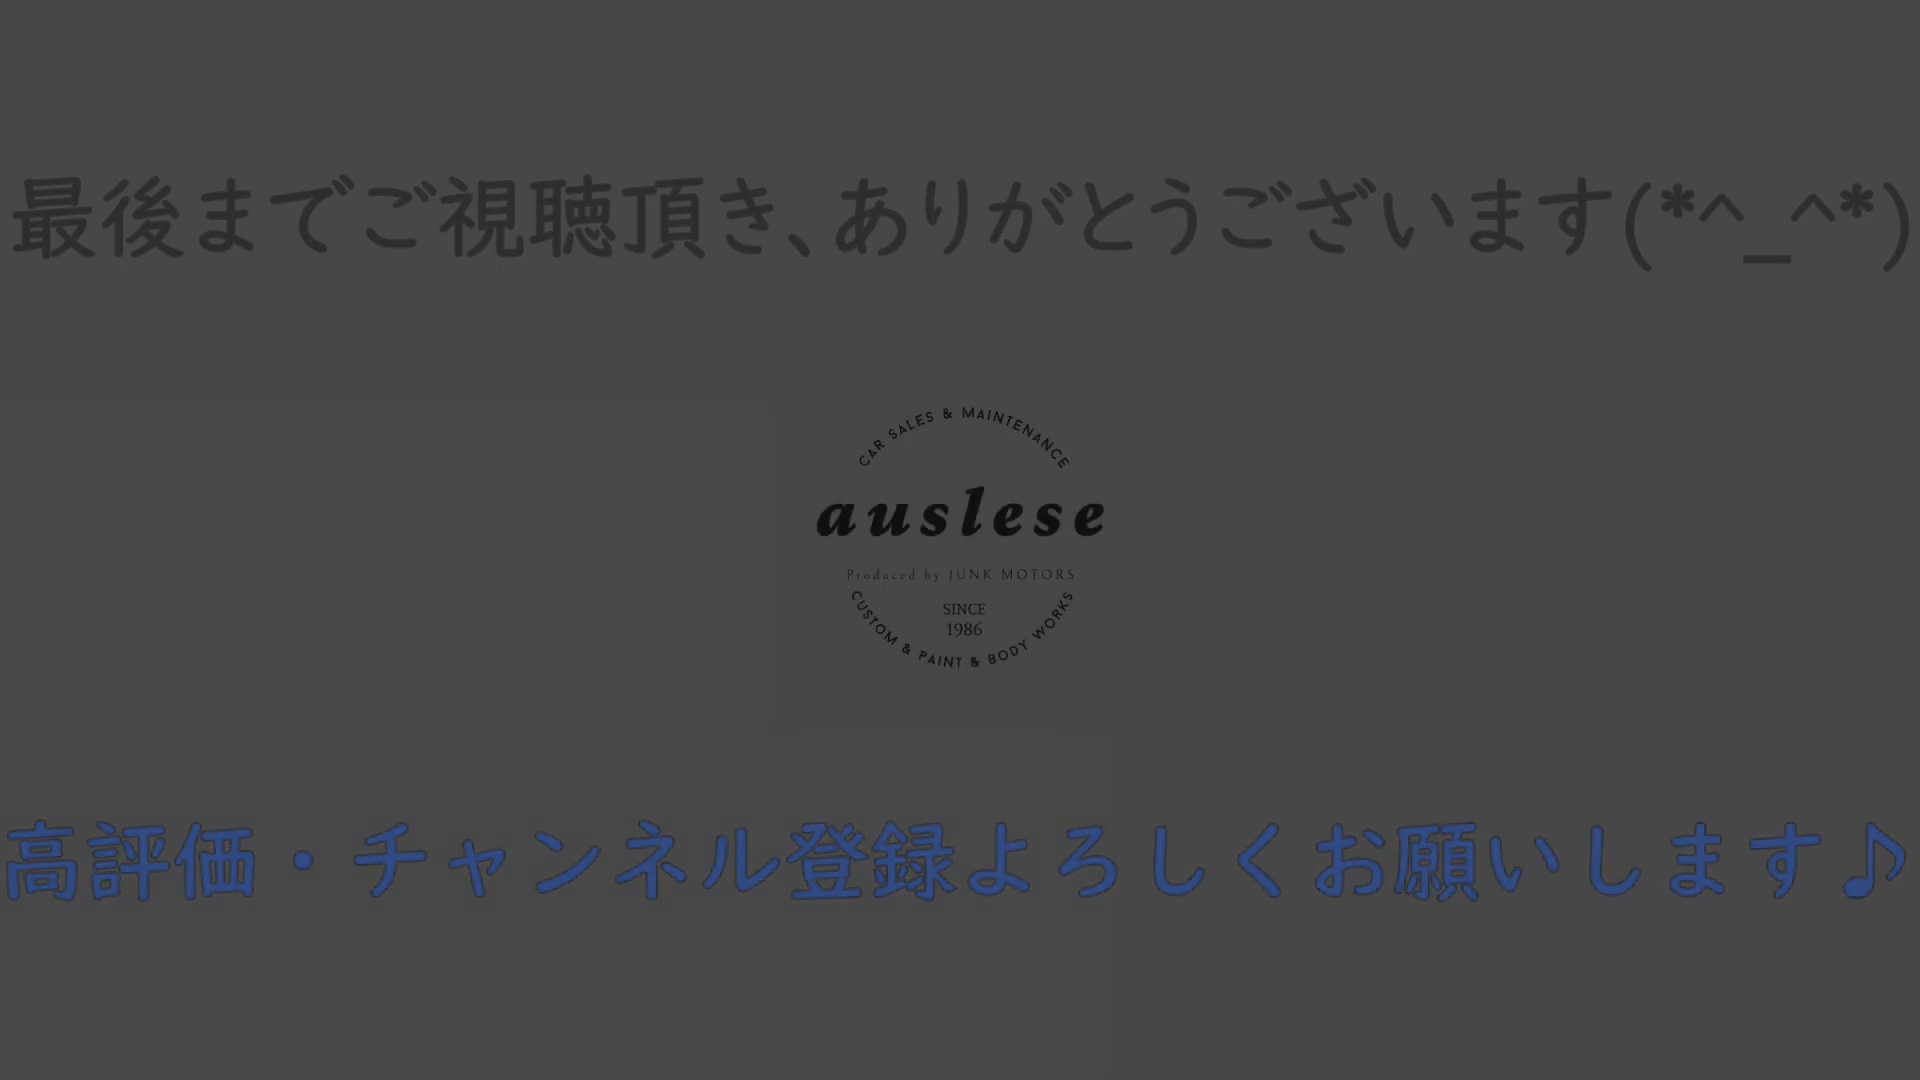 最後までご視聴頂き、ありがとうございます(*^_^*)
CAR SALES & MAINTENANCE
auslese
Produced by JUNK MOTORS
SINCE
1986
CUSTOM & PAINT & BODY WORKS
高評価・チャンネル登録よろしくお願いします♪